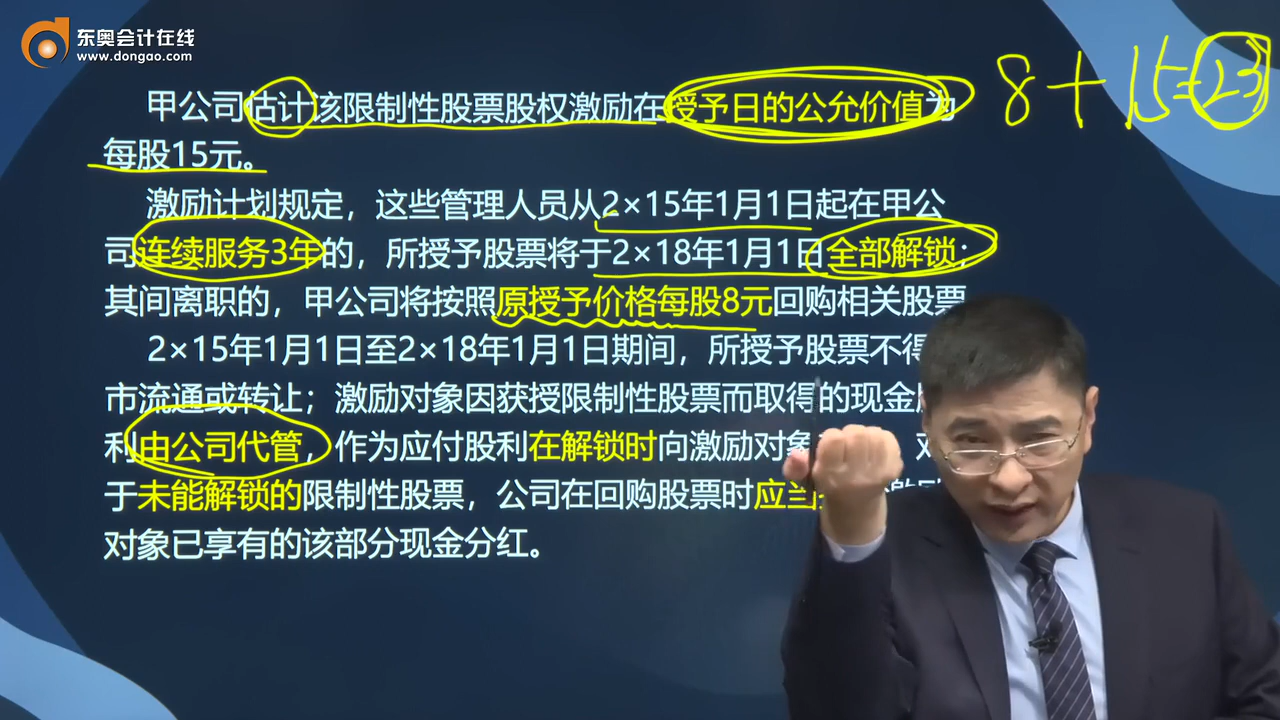 东奥会计在线
www.dongao.com
8+15=23
甲公司估计该限制性股票股权激励在授予日的公允价值为
每股15元。
激励计划规定，这些管理人员从2×15年1月1日起在甲公
司连续服务3年的，所授予股票将于2×18年1月1日全部解锁；
其间离职的，甲公司将按照原授予价格每股8元回购相关股票
2×15年1月1日至2×18年1月1日期间，所授予股票不得
市流通或转让；激励对象因获授限制性股票而取得的现金
利由公司代管，作为应付股利在解锁时向激励对象
于未能解锁的限制性股票，公司在回购股票时应当
对象已享有的该部分现金分红。